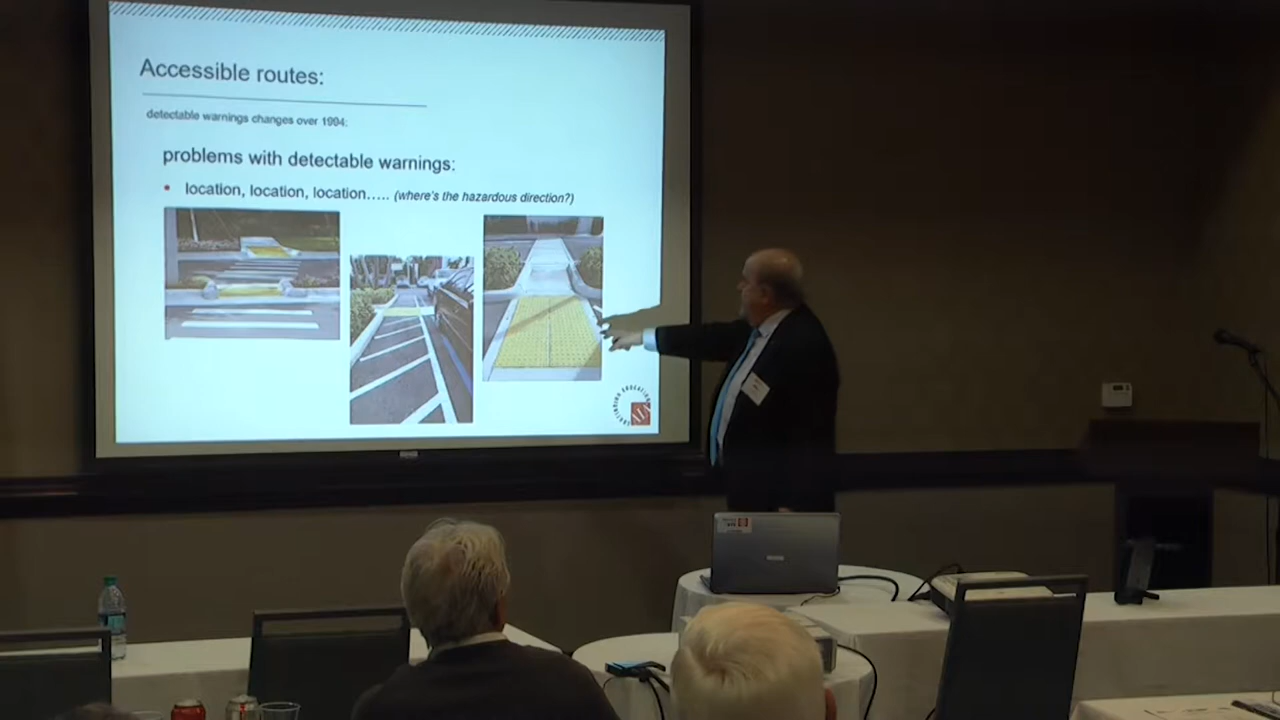 Accessible routes:
detectable warnings changes over 1994:
problems with detectable warnings:
• location, location, location..... (where's the hazardous direction?)